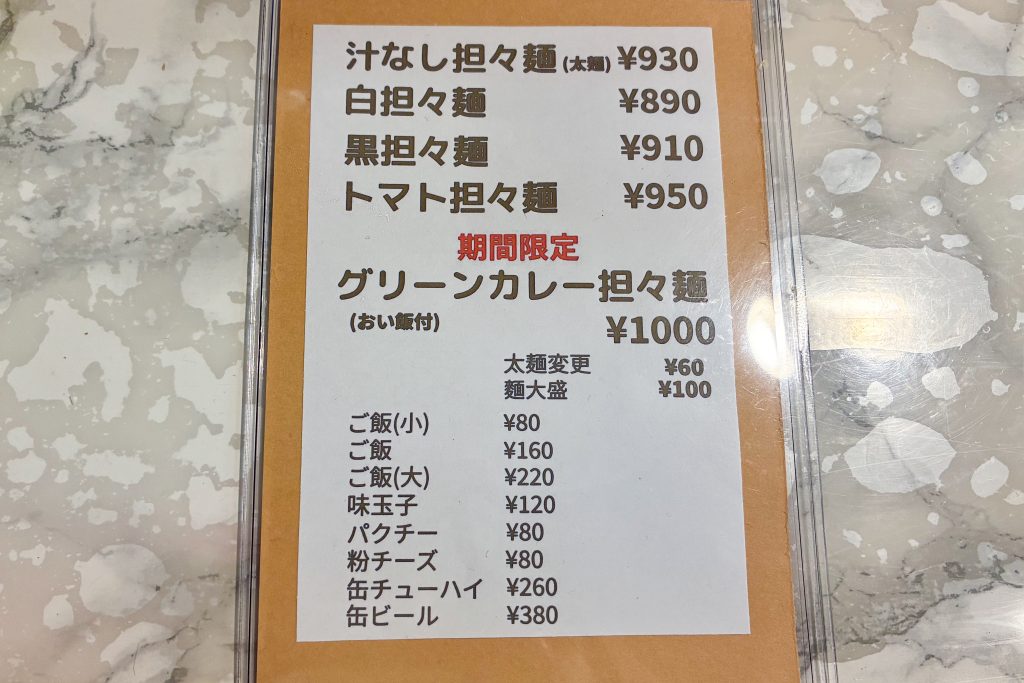 汁なし担々麺 (太麺) ¥930
白担々麺 ¥890
黒担々麺 ¥910
トマト担々麺 ¥950
期間限定
グリーンカレー担々麺
(おい飯付) ¥1000
太麺変更 ¥60
麺大盛 ¥100
ご飯(小) ¥80
ご飯 ¥160
ご飯(大) ¥220
味玉子 ¥120
パクチー ¥80
粉チーズ ¥80
缶チューハイ ¥260
缶ビール ¥380